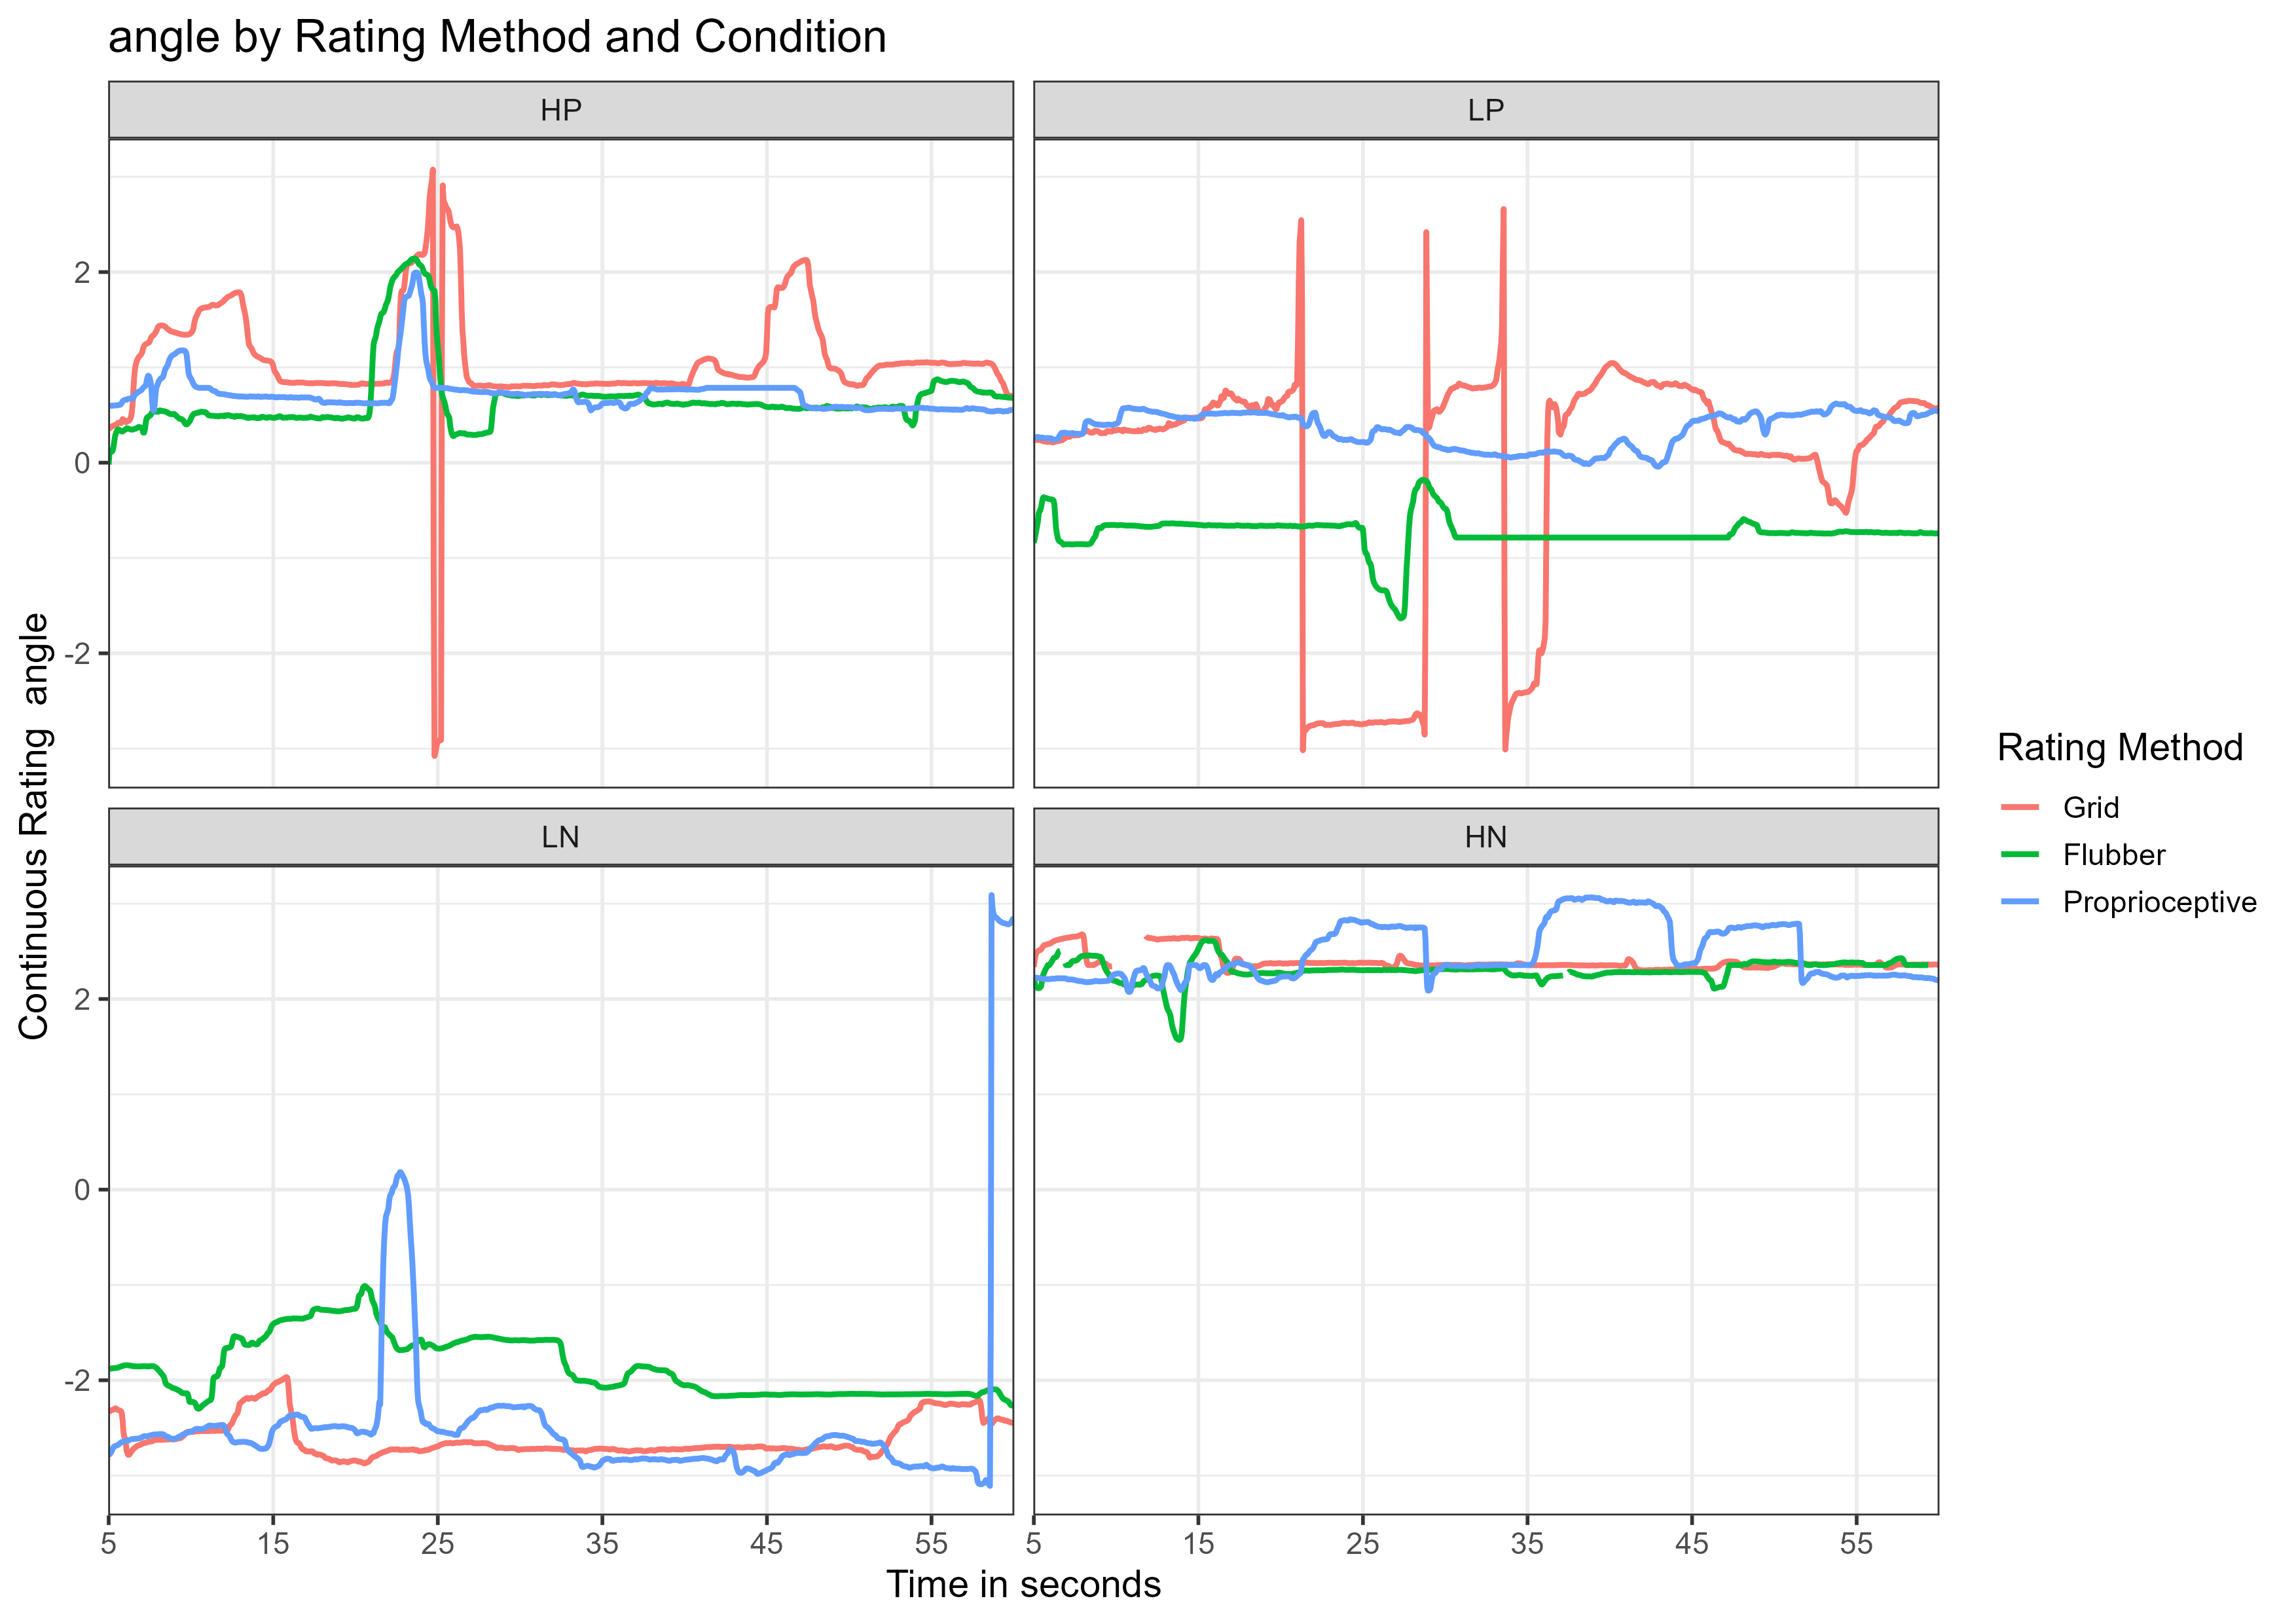 angle by Rating Method and Condition
HP
LP
2
0
-2
LN
HN
2
0
-2
5
15
25
35
45
55
5
15
25
35
45
55
Time in seconds
Continuous Rating  angle
Rating Method
Grid
Flubber
Proprioceptive